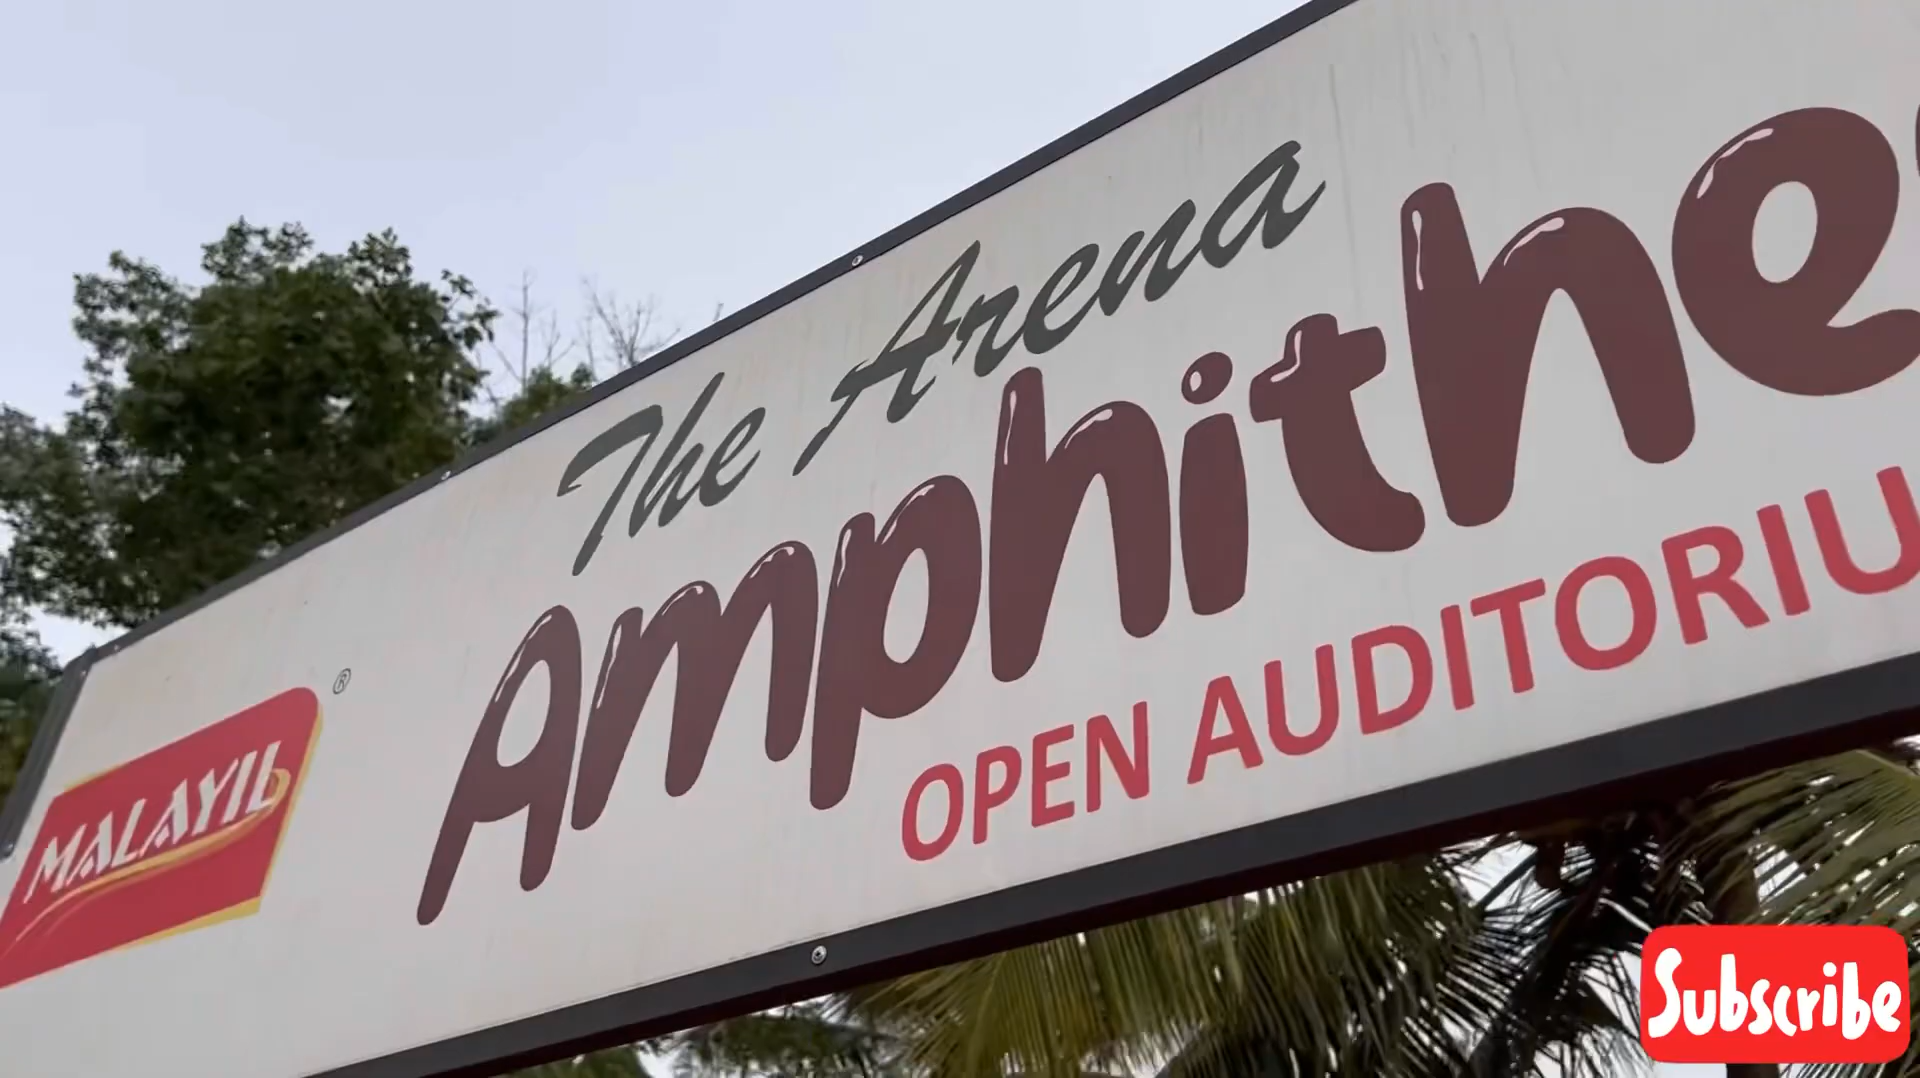 The Arena
Amphithe
OPEN AUDITORIU
MALAYIL
®
Subscribe